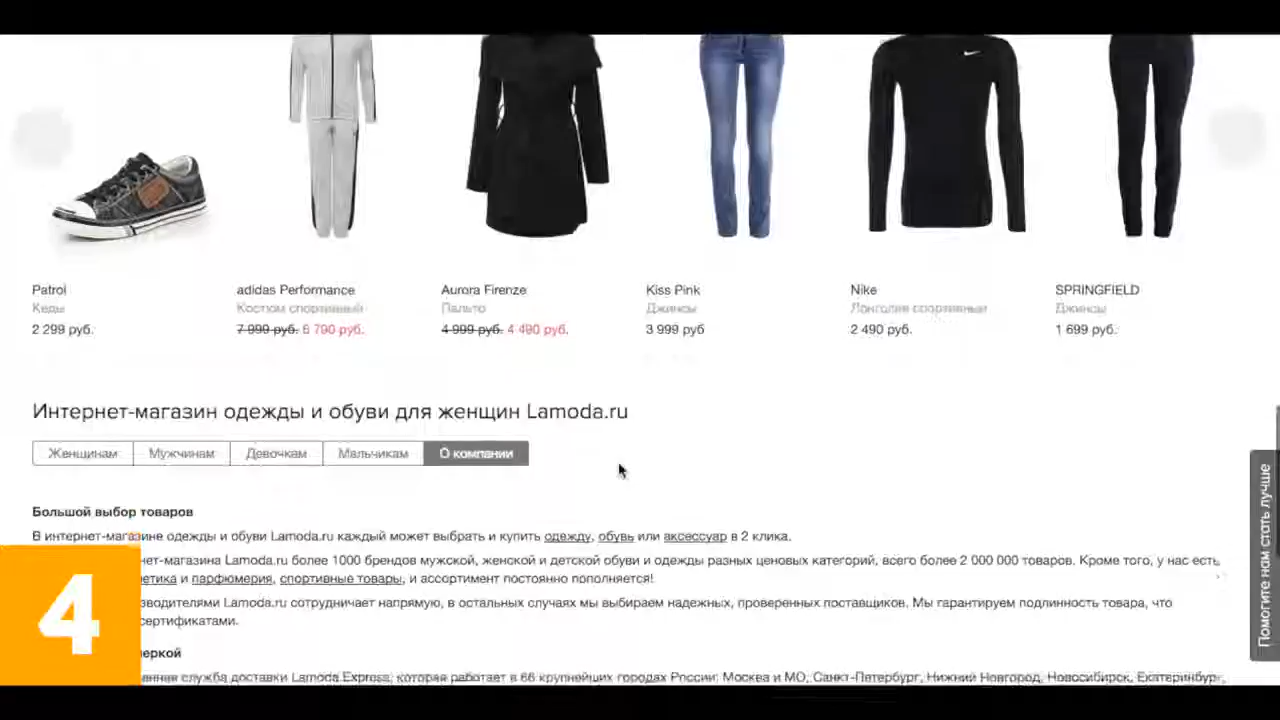 Patrol
adidas Performance
Aurora Firenze
Kiss Pink
Nike
SPRINGFIELD
Кеды
Костюм спортивный
Пальто
Джинсы
Лонгслив спортивный
Джинсы
2 299 руб.
7 999 руб. 6 790 руб.
4 999 руб. 4 490 руб.
3 999 руб
2 490 руб.
1 699 руб.
Интернет-магазин одежды и обуви для женщин Lamoda.ru
Женщинам
Мужчинам
Девочкам
Мальчикам
О компании
Помогите нам стать лучше
Большой выбор товаров
В интернет-магазине одежды и обуви Lamoda.ru каждый может выбрать и купить одежду, обувь или аксессуар в 2 клика.
нет-магазина Lamoda.ru более 1000 брендов мужской, женской и детской обуви и одежды разных ценовых категорий, всего более 2 000 000 товаров. Кроме того, у нас есть
етика и парфюмерия, спортивные товары, и ассортимент постоянно пополняется!
зводителями Lamoda.ru сотрудничает напрямую, в остальных случаях мы выбираем надежных, проверенных поставщиков. Мы гарантируем подлинность товара, что
сертификатами.
еркой
венная служба доставки Lamoda Express, которая работает в 66 крупнейших городах России: Москва и МО, Санкт-Петербург, Нижний Новгород, Новосибирск, Екатеринбург,
4